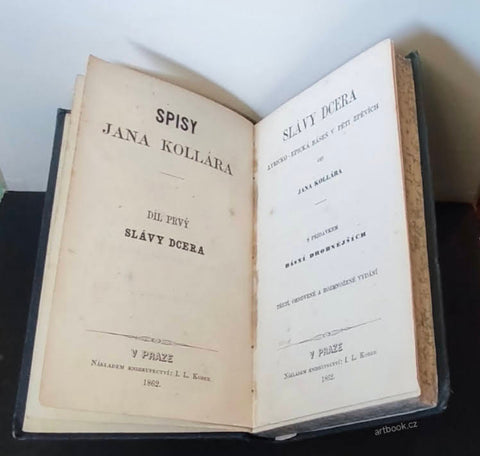 SPISY
JANA KOLLÁRA
DÍL PRVÝ
SLÁVY DCERA
V PRAZE
NÁKLADEM KNIHKUPECTVÍ: I. L. KOBER.
1862.
SLÁVY DCERA
LYRICKO-EPICKÁ BÁSEŇ V PĚTI ZPĚVÍCH
OD
JANA KOLLÁRA
S PŘÍDAVKEM
BÁSNÍ DROBNĚJŠÍCH
TŘETÍ, OBNOVENÉ A ROZMNOŽENÉ VYDÁNÍ
V PRAZE
NÁKLADEM KNIHKUPECTVÍ: I. L. KOBER.
1862.
artbook.cz